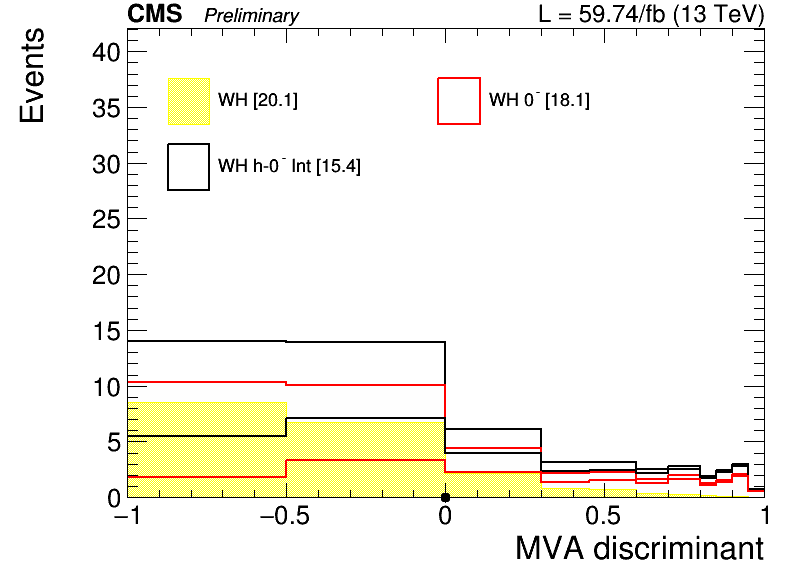 CMS Preliminary L = 59.74/fb (13 TeV)
Events
40
WH [20.1] WH 0⁻ [18.1]
35
WH h-0⁻ Int [15.4]
30
25
20
15
10
5
0
−1 −0.5 0 0.5 1
MVA discriminant